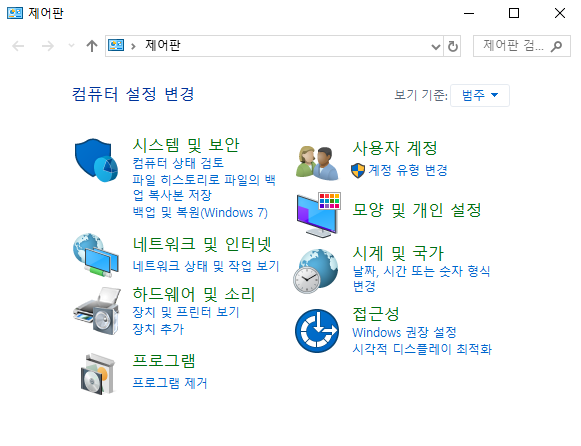 제어판
제어판
제어판 검...
컴퓨터 설정 변경
보기 기준: 범주
시스템 및 보안
컴퓨터 상태 검토
파일 히스토리로 파일의 백
업 복사본 저장
백업 및 복원(Windows 7)
네트워크 및 인터넷
네트워크 상태 및 작업 보기
하드웨어 및 소리
장치 및 프린터 보기
장치 추가
프로그램
프로그램 제거
사용자 계정
계정 유형 변경
모양 및 개인 설정
시계 및 국가
날짜, 시간 또는 숫자 형식
변경
접근성
Windows 권장 설정
시각적 디스플레이 최적화